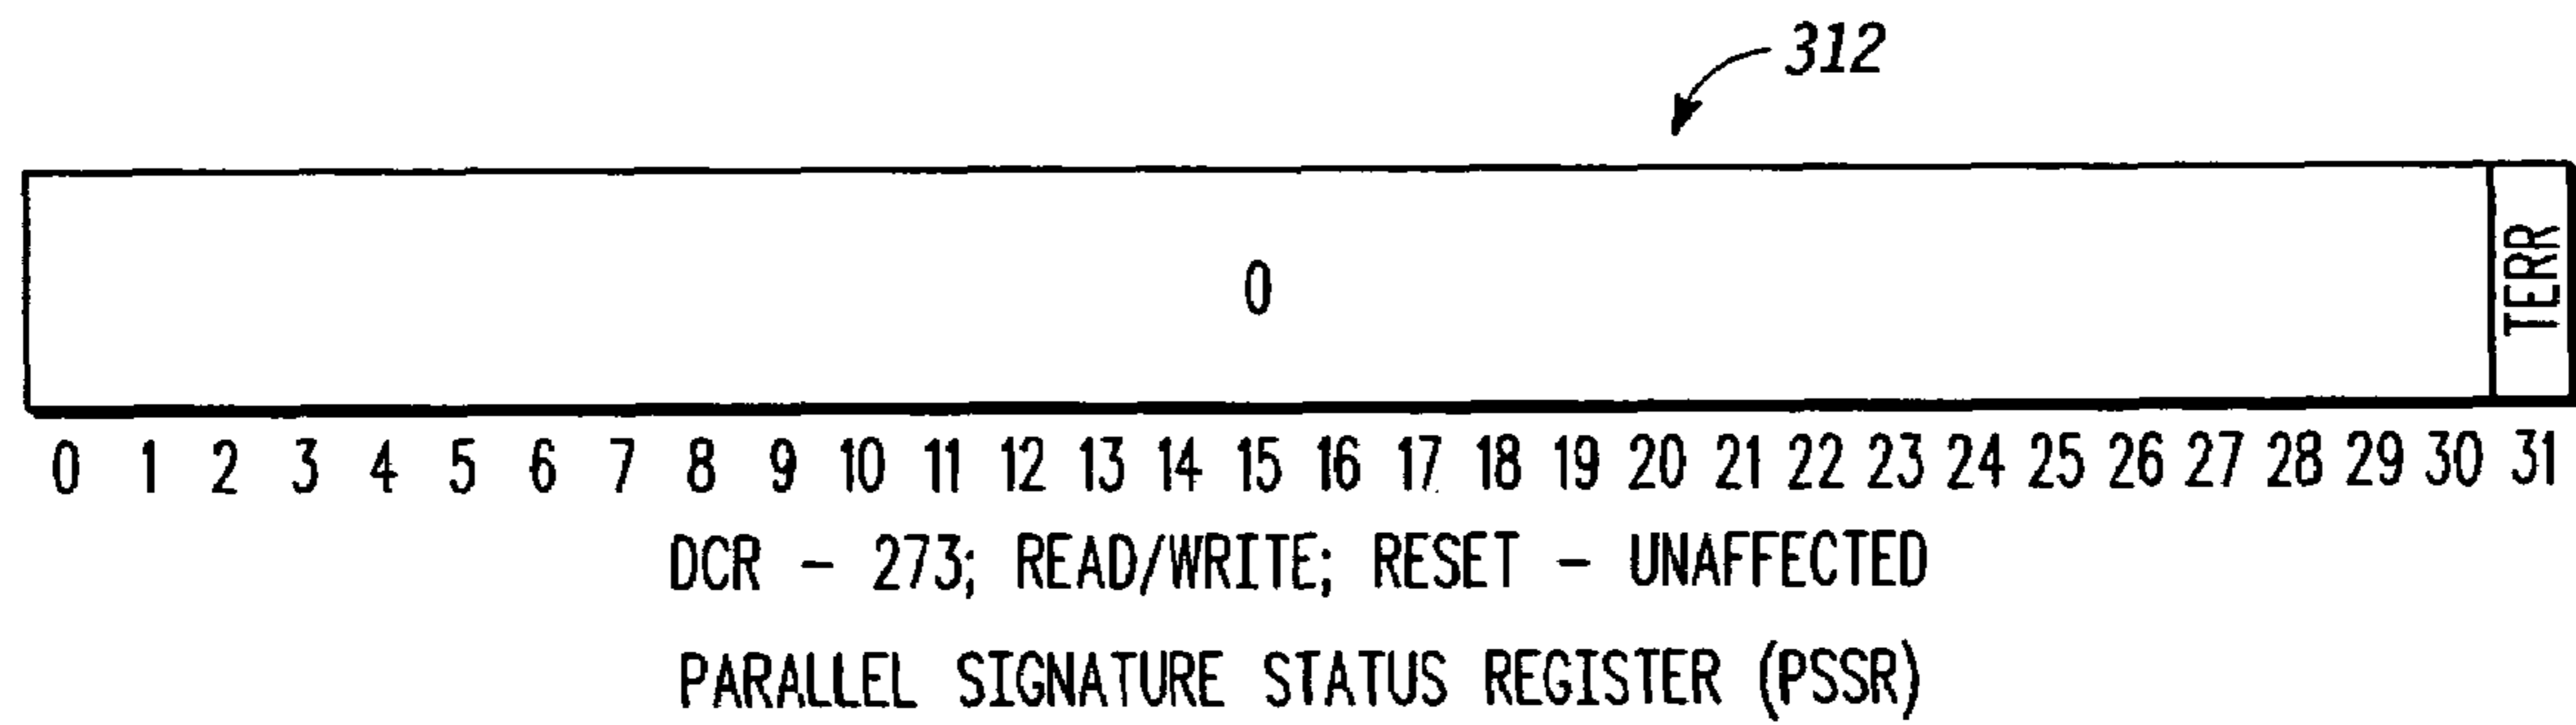 312
0 TERR
0 1 2 3 4 5 6 7 8 9 10 11 12 13 14 15 16 17 18 19 20 21 22 23 24 25 26 27 28 29 30 31
DCR - 273; READ/WRITE; RESET - UNAFFECTED
PARALLEL SIGNATURE STATUS REGISTER (PSSR)